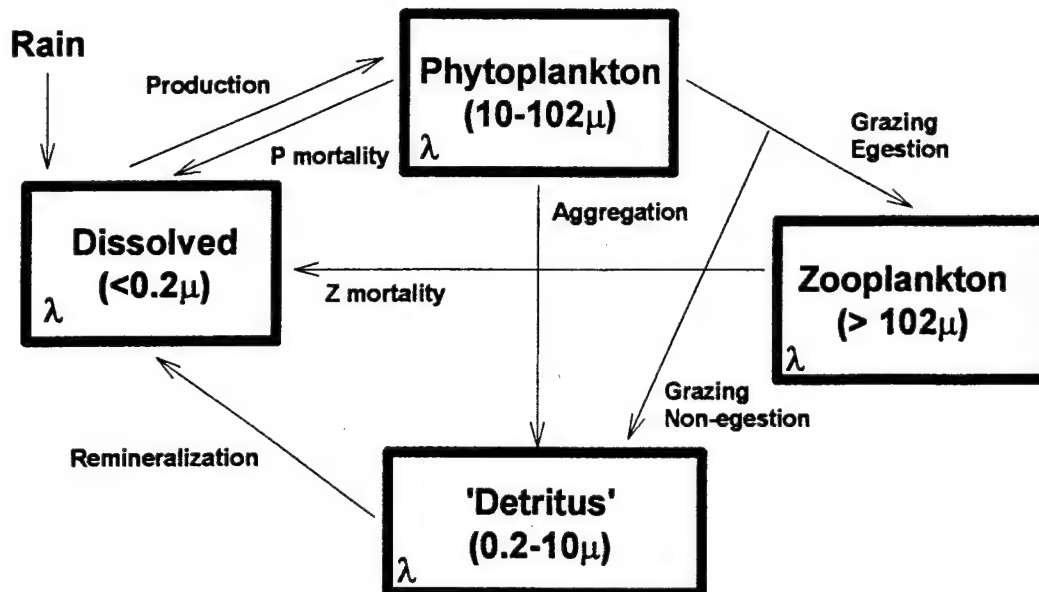 Rain
Production
P mortality
Phytoplankton
(10-102μ)
λ
Grazing
Egestion
Aggregation
Dissolved
(<0.2μ)
λ
Z mortality
Zooplankton
(> 102μ)
λ
Grazing
Non-egestion
Remineralization
'Detritus'
(0.2-10μ)
λ